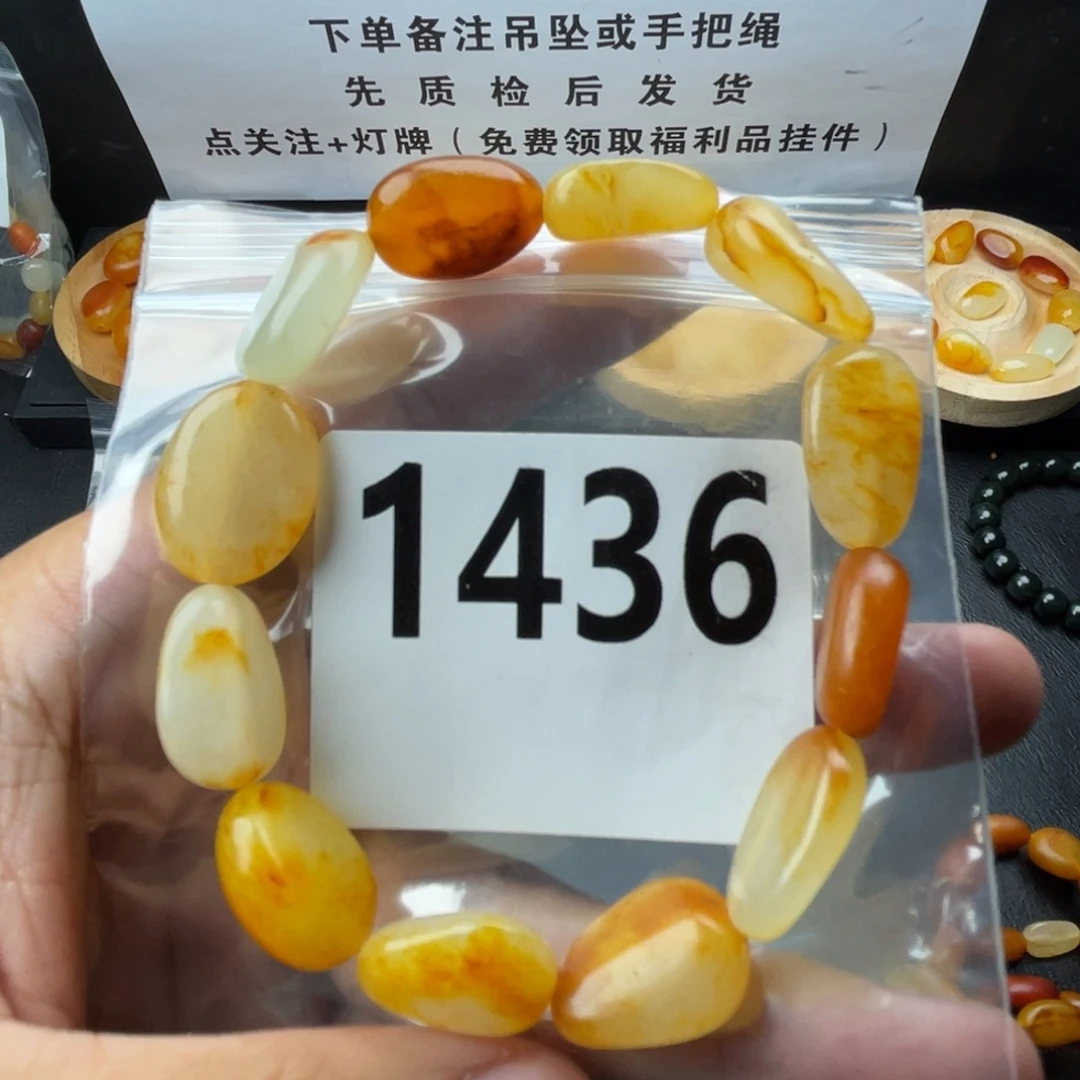 下单备注吊坠或手把绳
先质检后发货
点关注+灯牌（免费领取福利品挂件）
1436